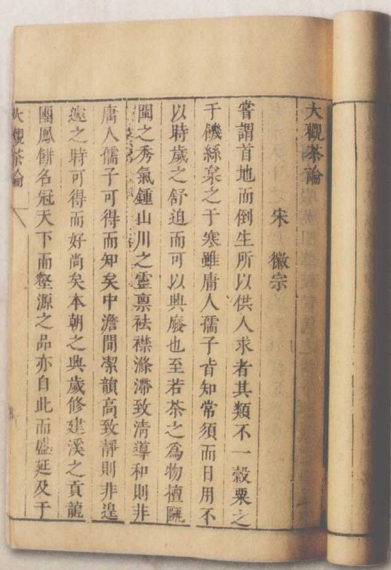 大觀茶論
宋 徽宗
嘗謂首地而倒生所以供人求者其類不一穀粟之
于饑絲枲之于寒雖庸人孺子皆知常須而日用不
以時歲之舒迫而可以興廢也至若茶之爲物擅甌
閩之秀氣鍾山川之靈禀祛襟滌滯致清導和則非
庸人孺子可得而知矣中澹閒潔韻高致靜則非遑
遽之時可得而好尚矣本朝之興歲修建溪之貢龍
團鳳餅名冠天下而壑源之品亦自此而盛延及于
大觀茶論